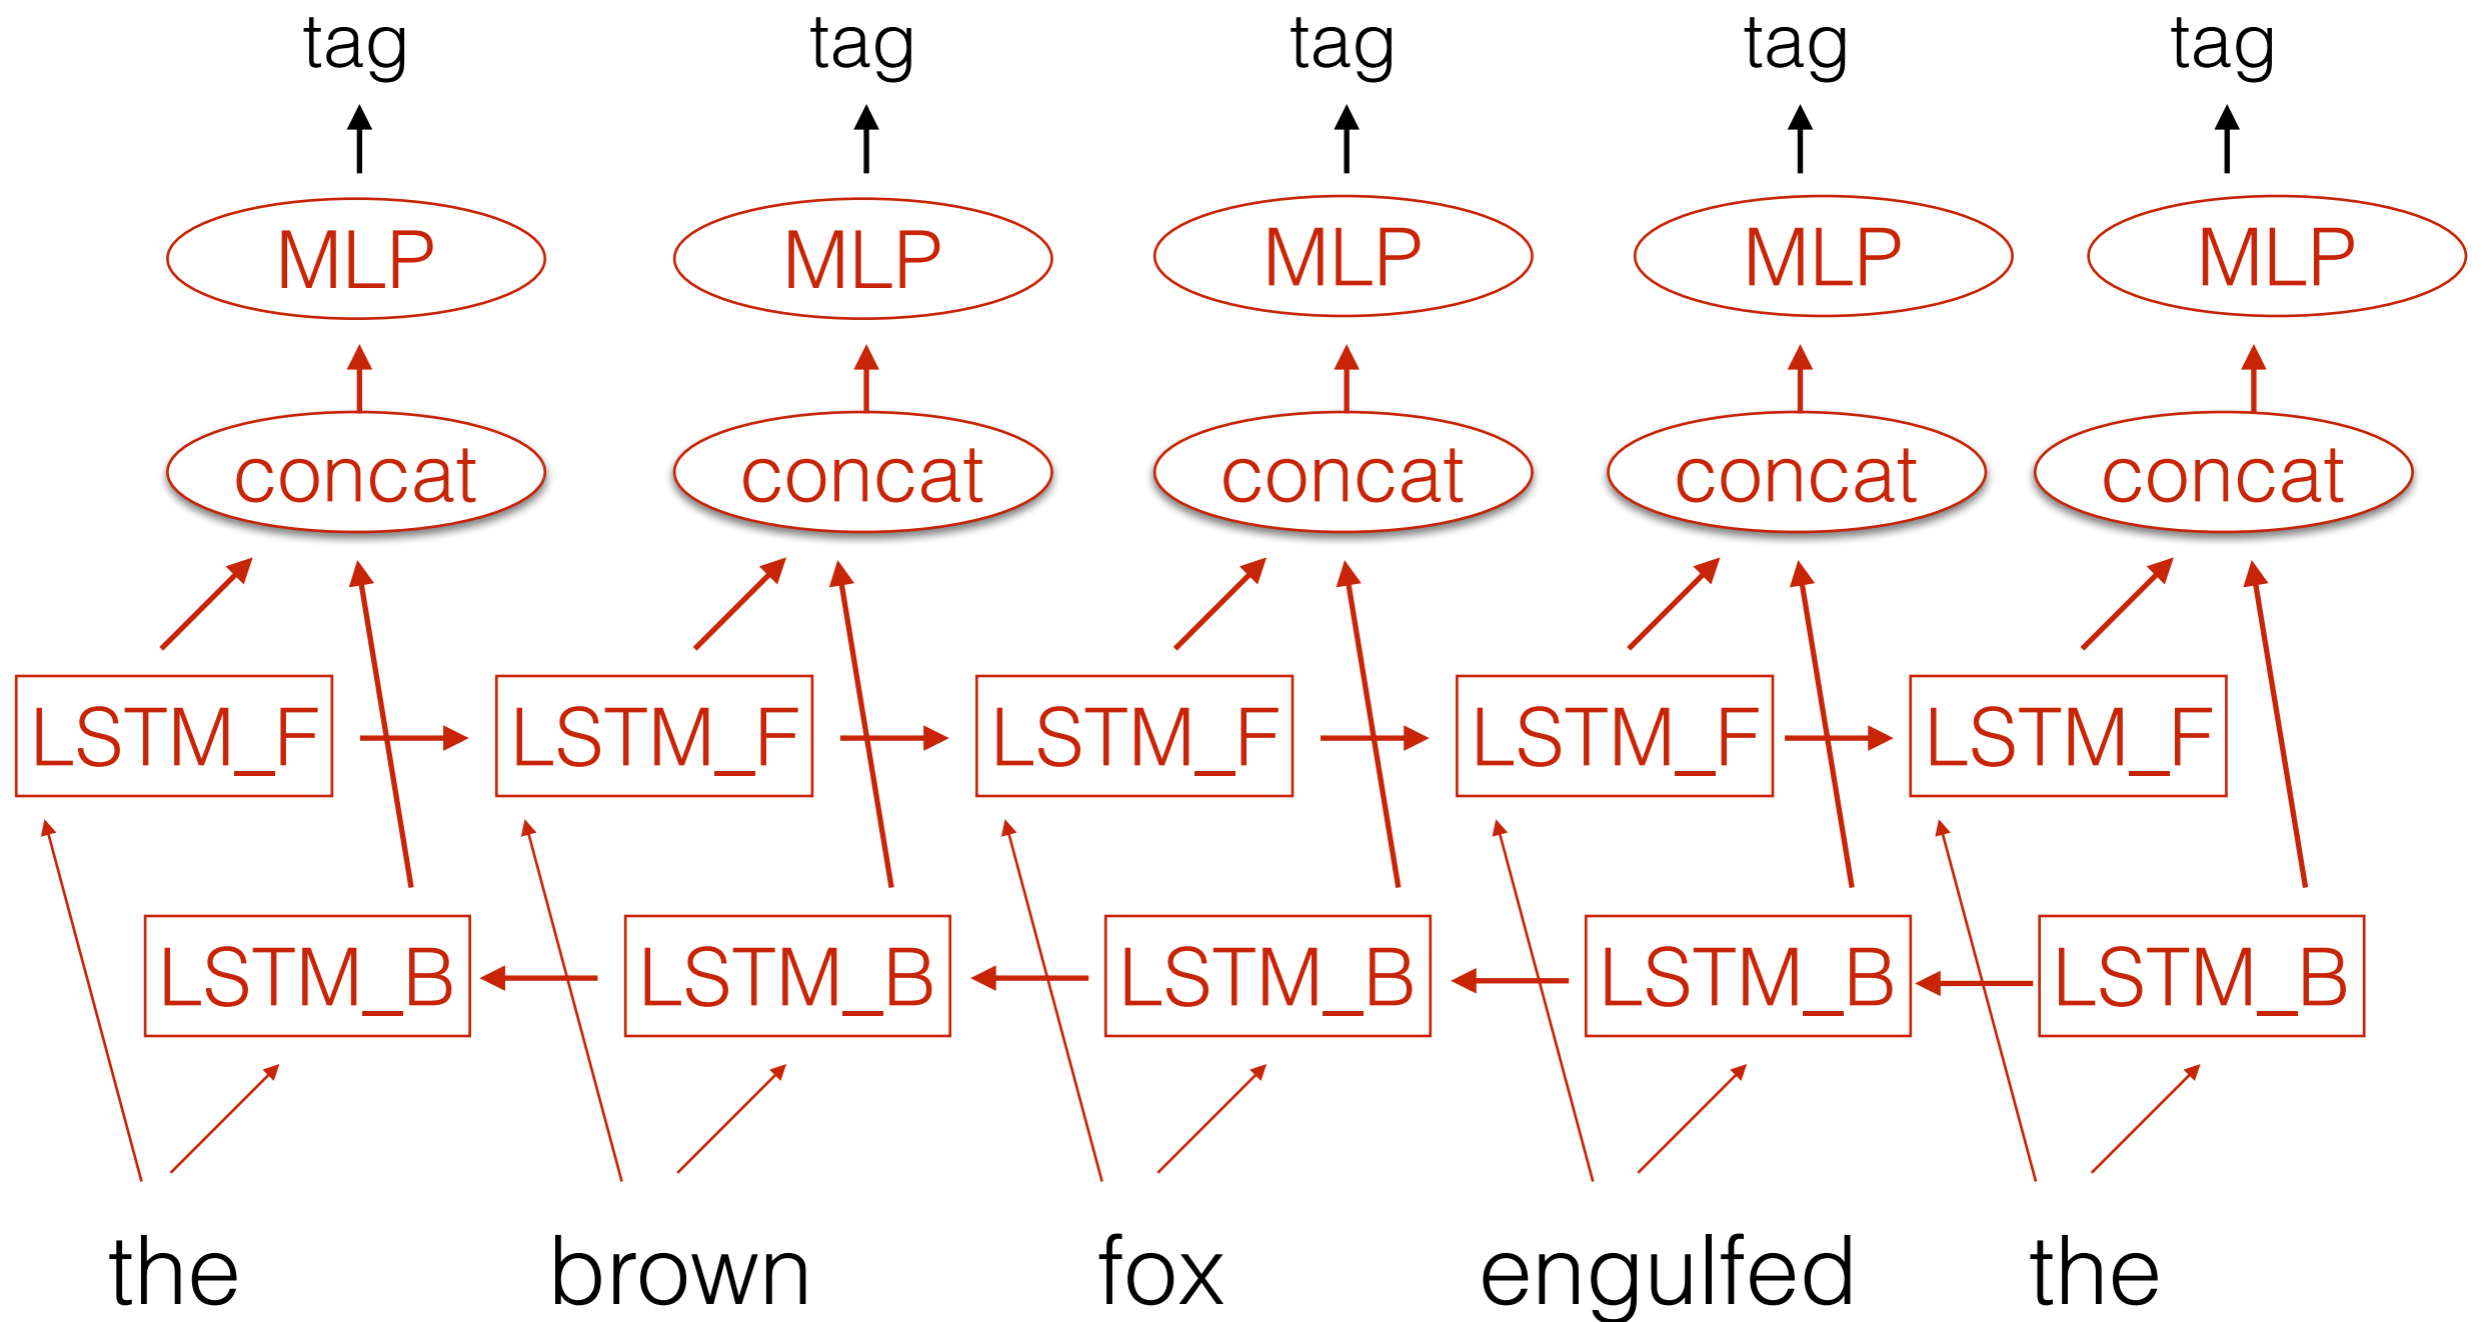 tag tag tag tag tag
MLP MLP MLP MLP MLP
concat concat concat concat concat
LSTM_F LSTM_F LSTM_F LSTM_F LSTM_F
LSTM_B LSTM_B LSTM_B LSTM_B LSTM_B
the brown fox engulfed the